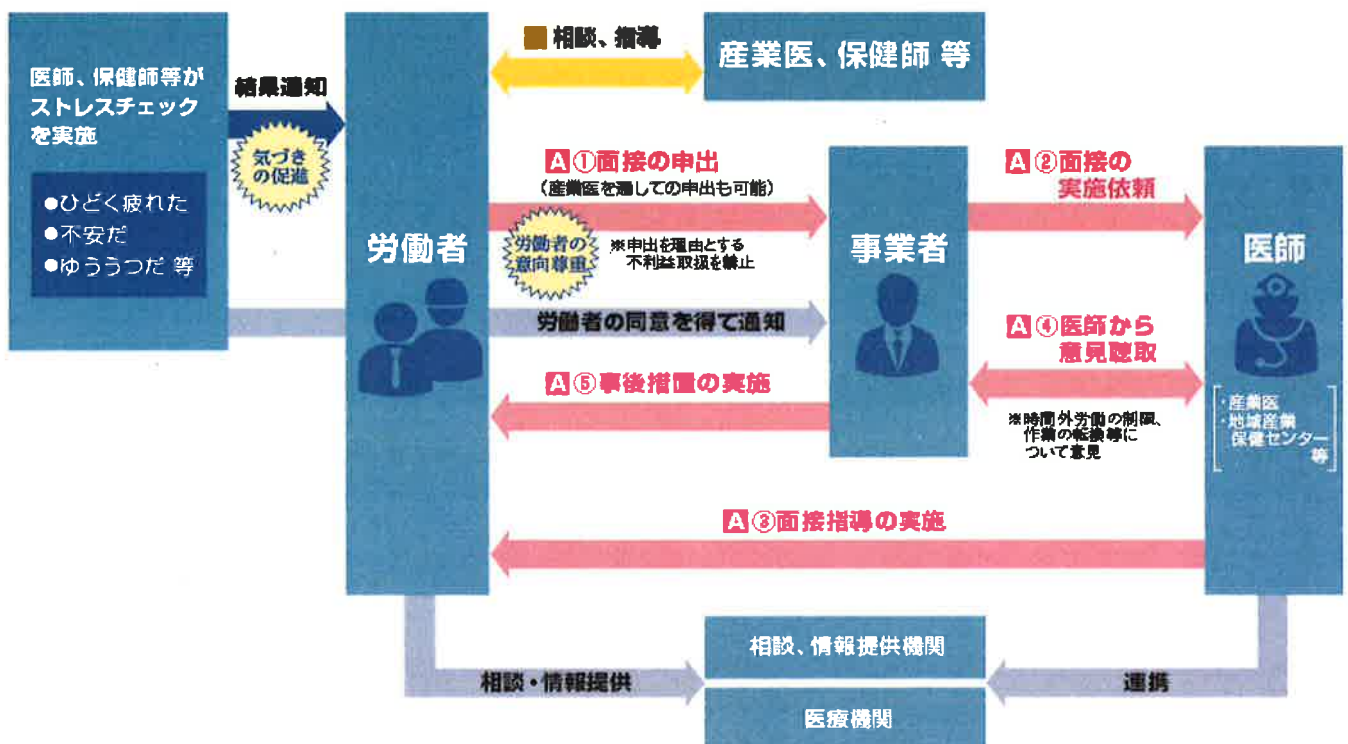 医師、保健師等が
ストレスチェック
を実施
●ひどく疲れた
●不安だ
●ゆううつだ 等
結果通知
気づき
の促進
労働者
相談、指導
産業医、保健師 等
A ①面接の申出
(産業医を通しての申出も可能)
労働者の
意向尊重
※申出を理由とする
不利益取扱を禁止
労働者の同意を得て通知
A ⑤事後措置の実施
事業者
A ②面接の
実施依頼
A ④医師から
意見聴取
※時間外労働の制限、
作業の転換等に
ついて意見
医師
・産業医
・地域産業
保健センター
等
A ③面接指導の実施
相談・情報提供
相談、情報提供機関
医療機関
連携